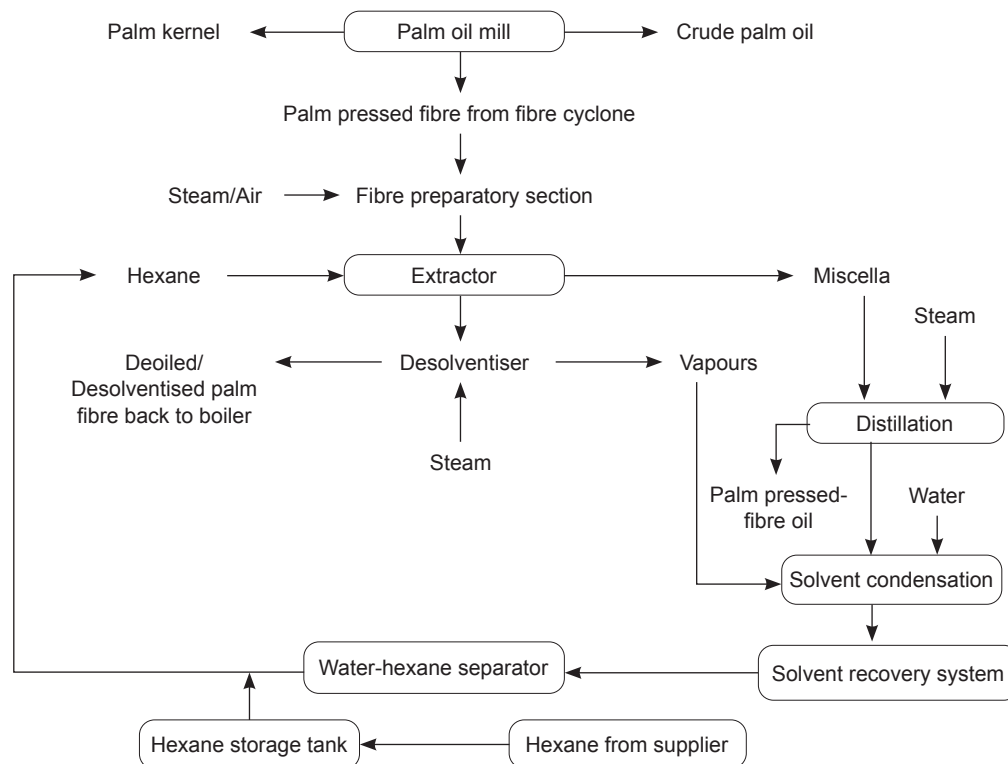 Palm kernel
Palm oil mill
Crude palm oil
Palm pressed fibre from fibre cyclone
Steam/Air
Fibre preparatory section
Hexane
Extractor
Miscella
Steam
Deoiled/
Desolventised palm
fibre back to boiler
Desolventiser
Vapours
Steam
Distillation
Palm pressed-
fibre oil
Water
Solvent condensation
Water-hexane separator
Solvent recovery system
Hexane storage tank
Hexane from supplier